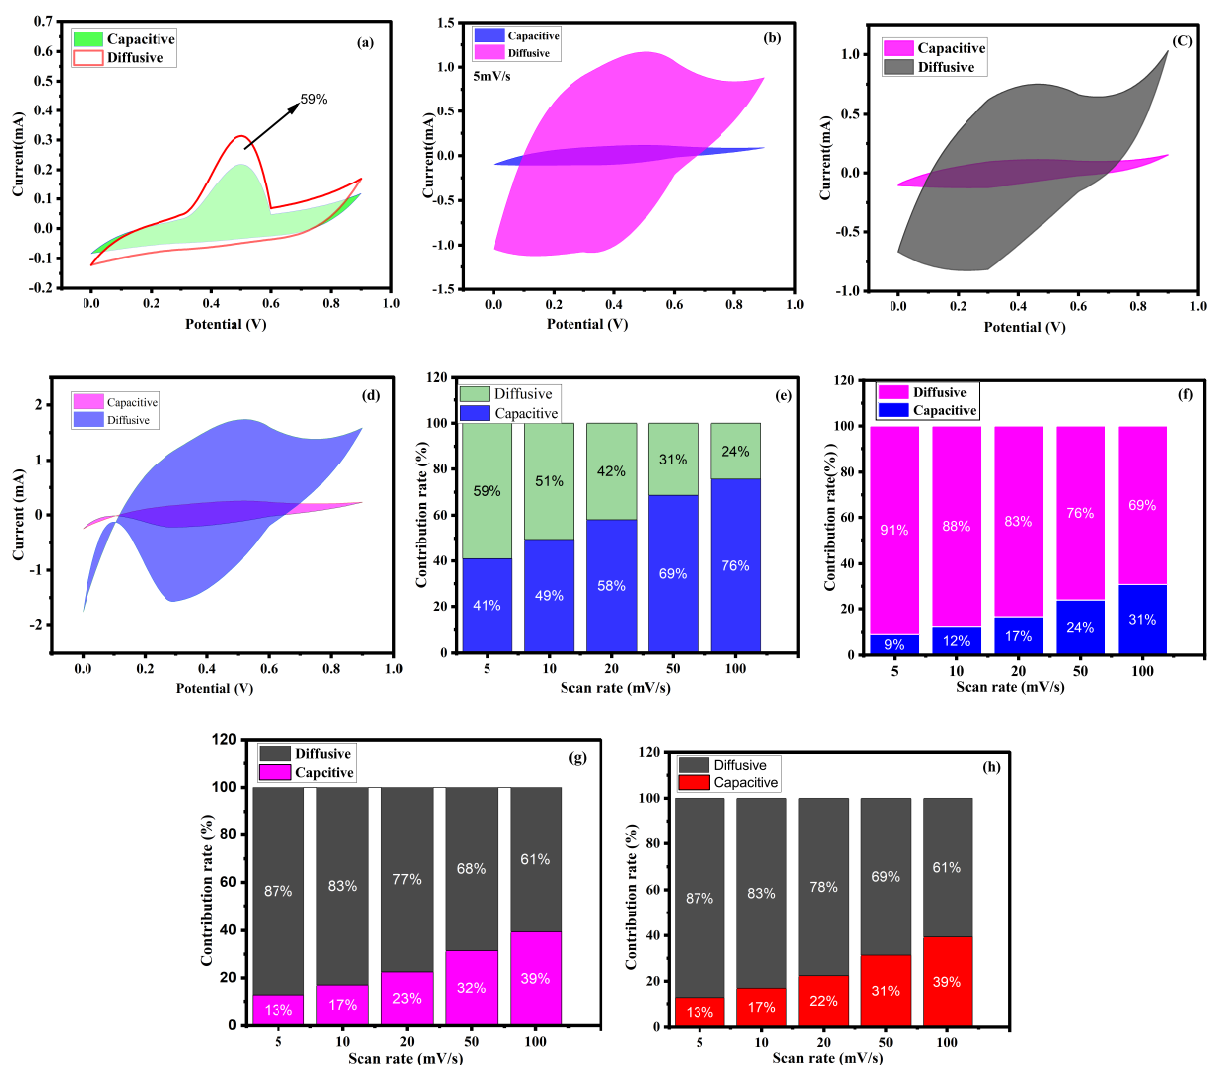 (a)
Capacitive
Diffusive
59%
0.7
0.6
0.5
0.4
0.3
0.2
0.1
0.0
-0.1
-0.2
Current(mA)
0.0 0.2 0.4 0.6 0.8 1.0
Potential (V)
(b)
Capacitive
Diffusive
5mV/s
1.5
1.0
0.5
0.0
-0.5
-1.0
-1.5
Current(mA)
0.0 0.2 0.4 0.6 0.8 1.0
Potential (V)
(C)
Capacitive
Diffusive
1.0
0.5
0.0
-0.5
-1.0
Current(mA)
0.0 0.2 0.4 0.6 0.8 1.0
Potential (V)
(d)
Capacitive
Diffusive
2
1
0
-1
-2
Current (mA)
0.0 0.2 0.4 0.6 0.8 1.0
Potential (V)
(e)
Diffusive
Capacitive
120
100
80
60
40
20
0
Contribution rate (%)
59% 51% 42% 31% 24%
41% 49% 58% 69% 76%
5 10 20 50 100
Scan rate (mV/s)
(f)
Diffusive
Capacitive
120
100
80
60
40
20
0
Contribution rate(%) )
91% 88% 83% 76% 69%
9% 12% 17% 24% 31%
5 10 20 50 100
Scan rate (mV/s)
(g)
Diffusive
Capcitive
120
100
80
60
40
20
0
Contribution rate (%)
87% 83% 77% 68% 61%
13% 17% 23% 32% 39%
5 10 20 50 100
Scan rate (mV/s)
(h)
Diffusive
Capacitive
120
100
80
60
40
20
0
Contribution rate (%)
87% 83% 78% 69% 61%
13% 17% 22% 31% 39%
5 10 20 50 100
Scan rate (mV/s)